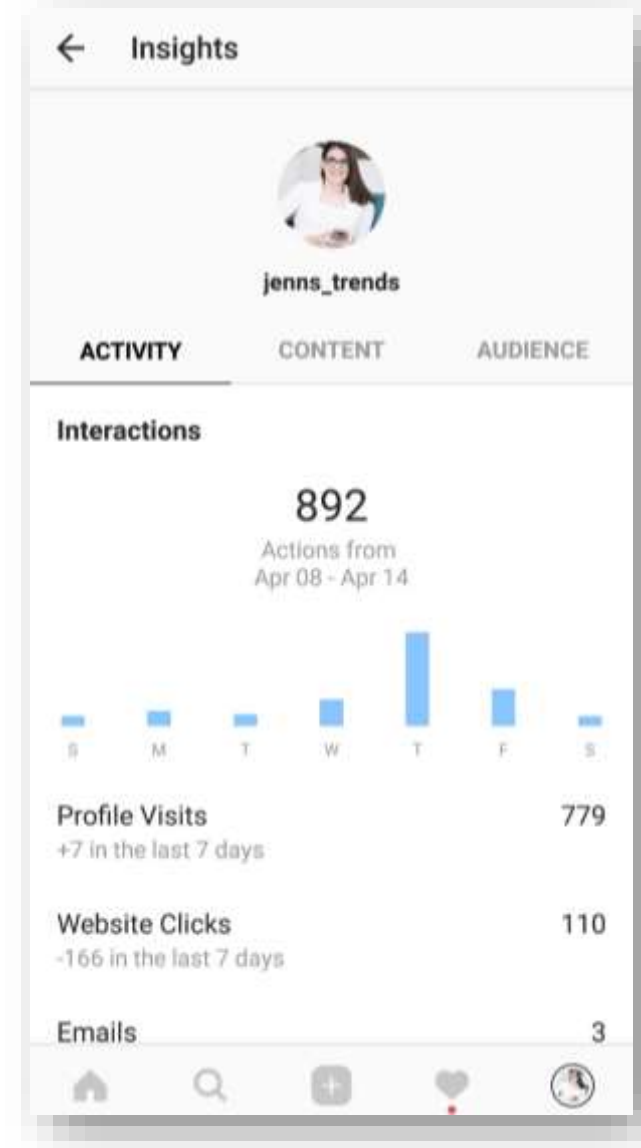 Insights
jenns_trends
ACTIVITY CONTENT AUDIENCE
Interactions
892
Actions from
Apr 08 - Apr 14
S M T W T F S
Profile Visits 779
+7 in the last 7 days
Website Clicks 110
-166 in the last 7 days
Emails 3